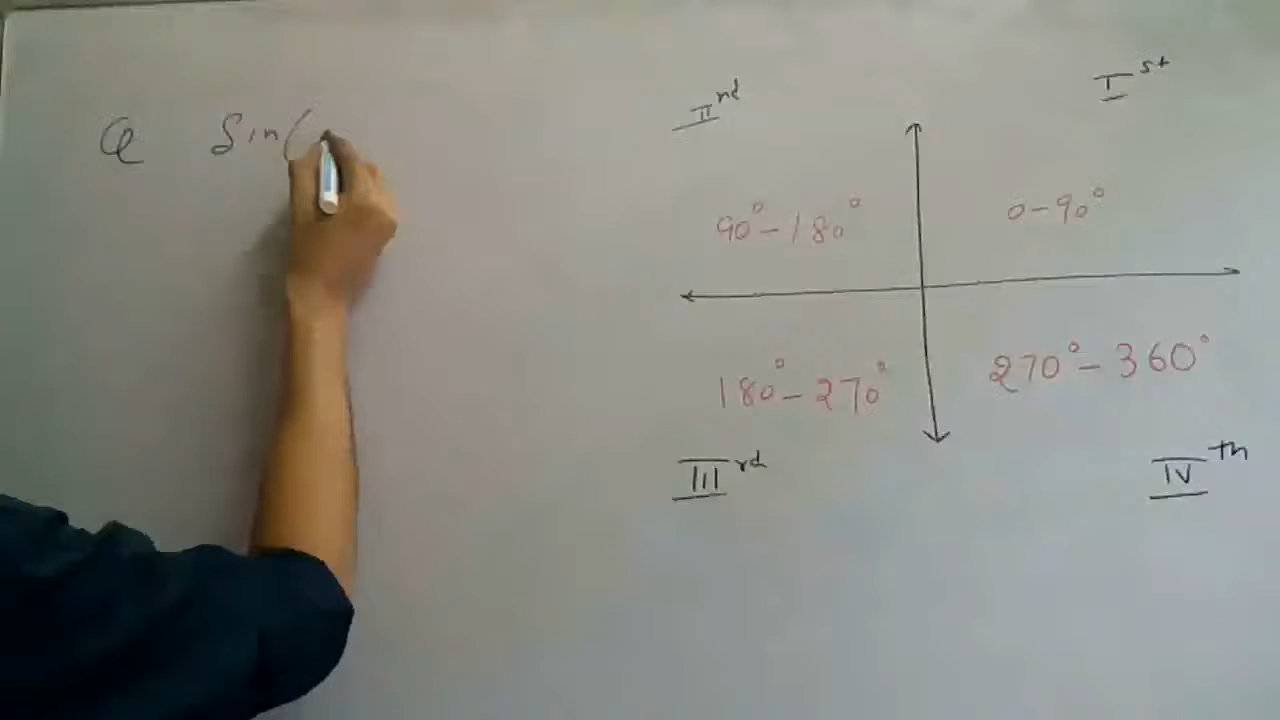 Q Sin(
II nd
I st
90° - 180°
0 - 90°
180° - 270°
270° - 360°
III rd
IV th